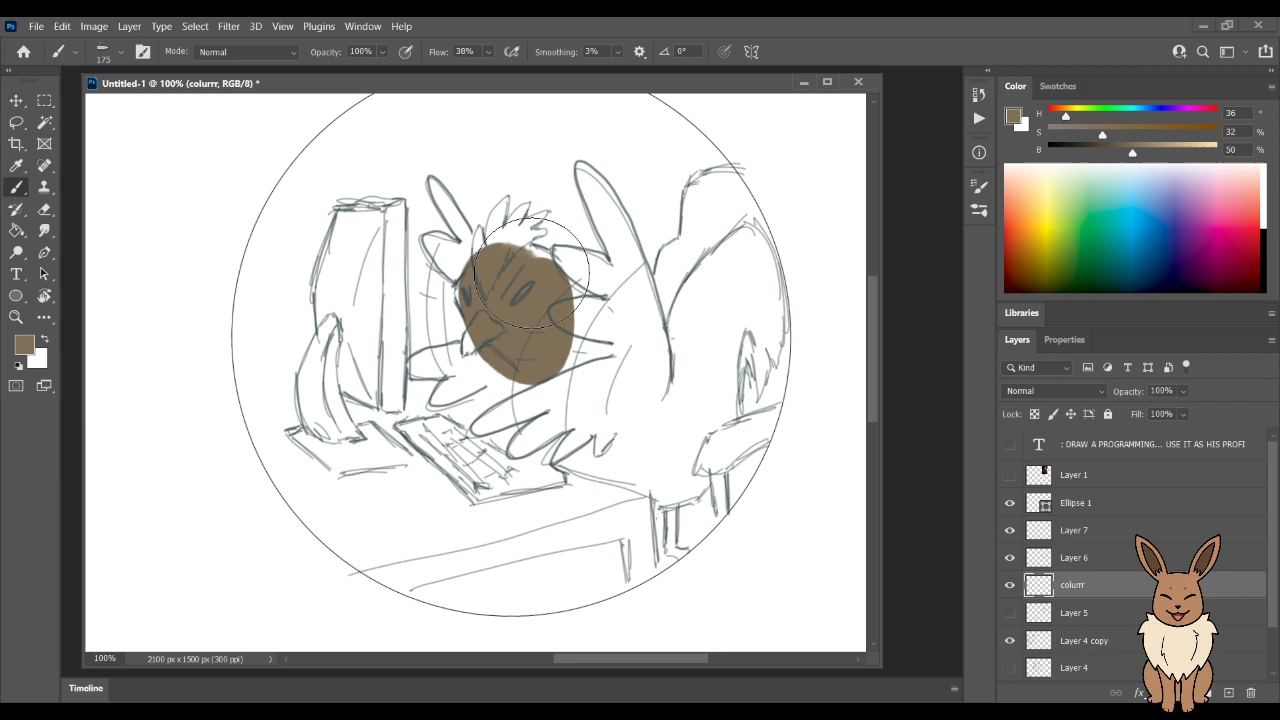 Ps File Edit Image Layer Type Select Filter 3D View Plugins Window Help
175 Mode: Normal Opacity: 100% Flow: 38% Smoothing: 3% 0°
Untitled-1 @ 100% (colurrr, RGB/8) *
Color Swatches
H 36 °
S 32 %
B 50 %
Libraries
Layers Properties
Kind
Normal Opacity: 100%
Lock: Fill: 100%
T : DRAW A PROGRAMMING... USE IT AS HIS PROFI
Layer 1
Ellipse 1
Layer 7
Layer 6
colurrr
Layer 5
Layer 4 copy
Layer 4
100% 2100 px x 1500 px (300 ppi)
Timeline
fx